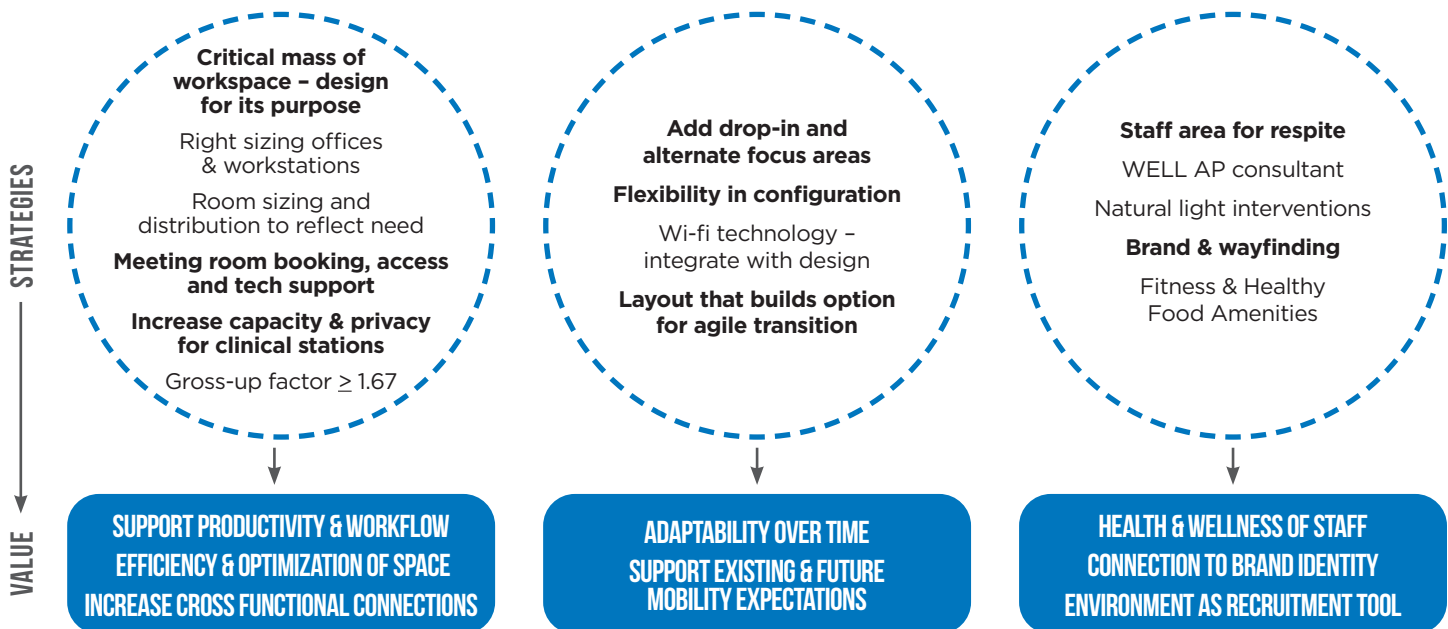 STRATEGIES
Critical mass of
workspace – design
for its purpose
Right sizing offices
& workstations
Room sizing and
distribution to reflect need
Meeting room booking, access
and tech support
Increase capacity & privacy
for clinical stations
Gross-up factor ≥ 1.67
Add drop-in and
alternate focus areas
Flexibility in configuration
Wi-fi technology –
integrate with design
Layout that builds option
for agile transition
Staff area for respite
WELL AP consultant
Natural light interventions
Brand & wayfinding
Fitness & Healthy
Food Amenities
VALUE
SUPPORT PRODUCTIVITY & WORKFLOW
EFFICIENCY & OPTIMIZATION OF SPACE
INCREASE CROSS FUNCTIONAL CONNECTIONS
ADAPTABILITY OVER TIME
SUPPORT EXISTING & FUTURE
MOBILITY EXPECTATIONS
HEALTH & WELLNESS OF STAFF
CONNECTION TO BRAND IDENTITY
ENVIRONMENT AS RECRUITMENT TOOL